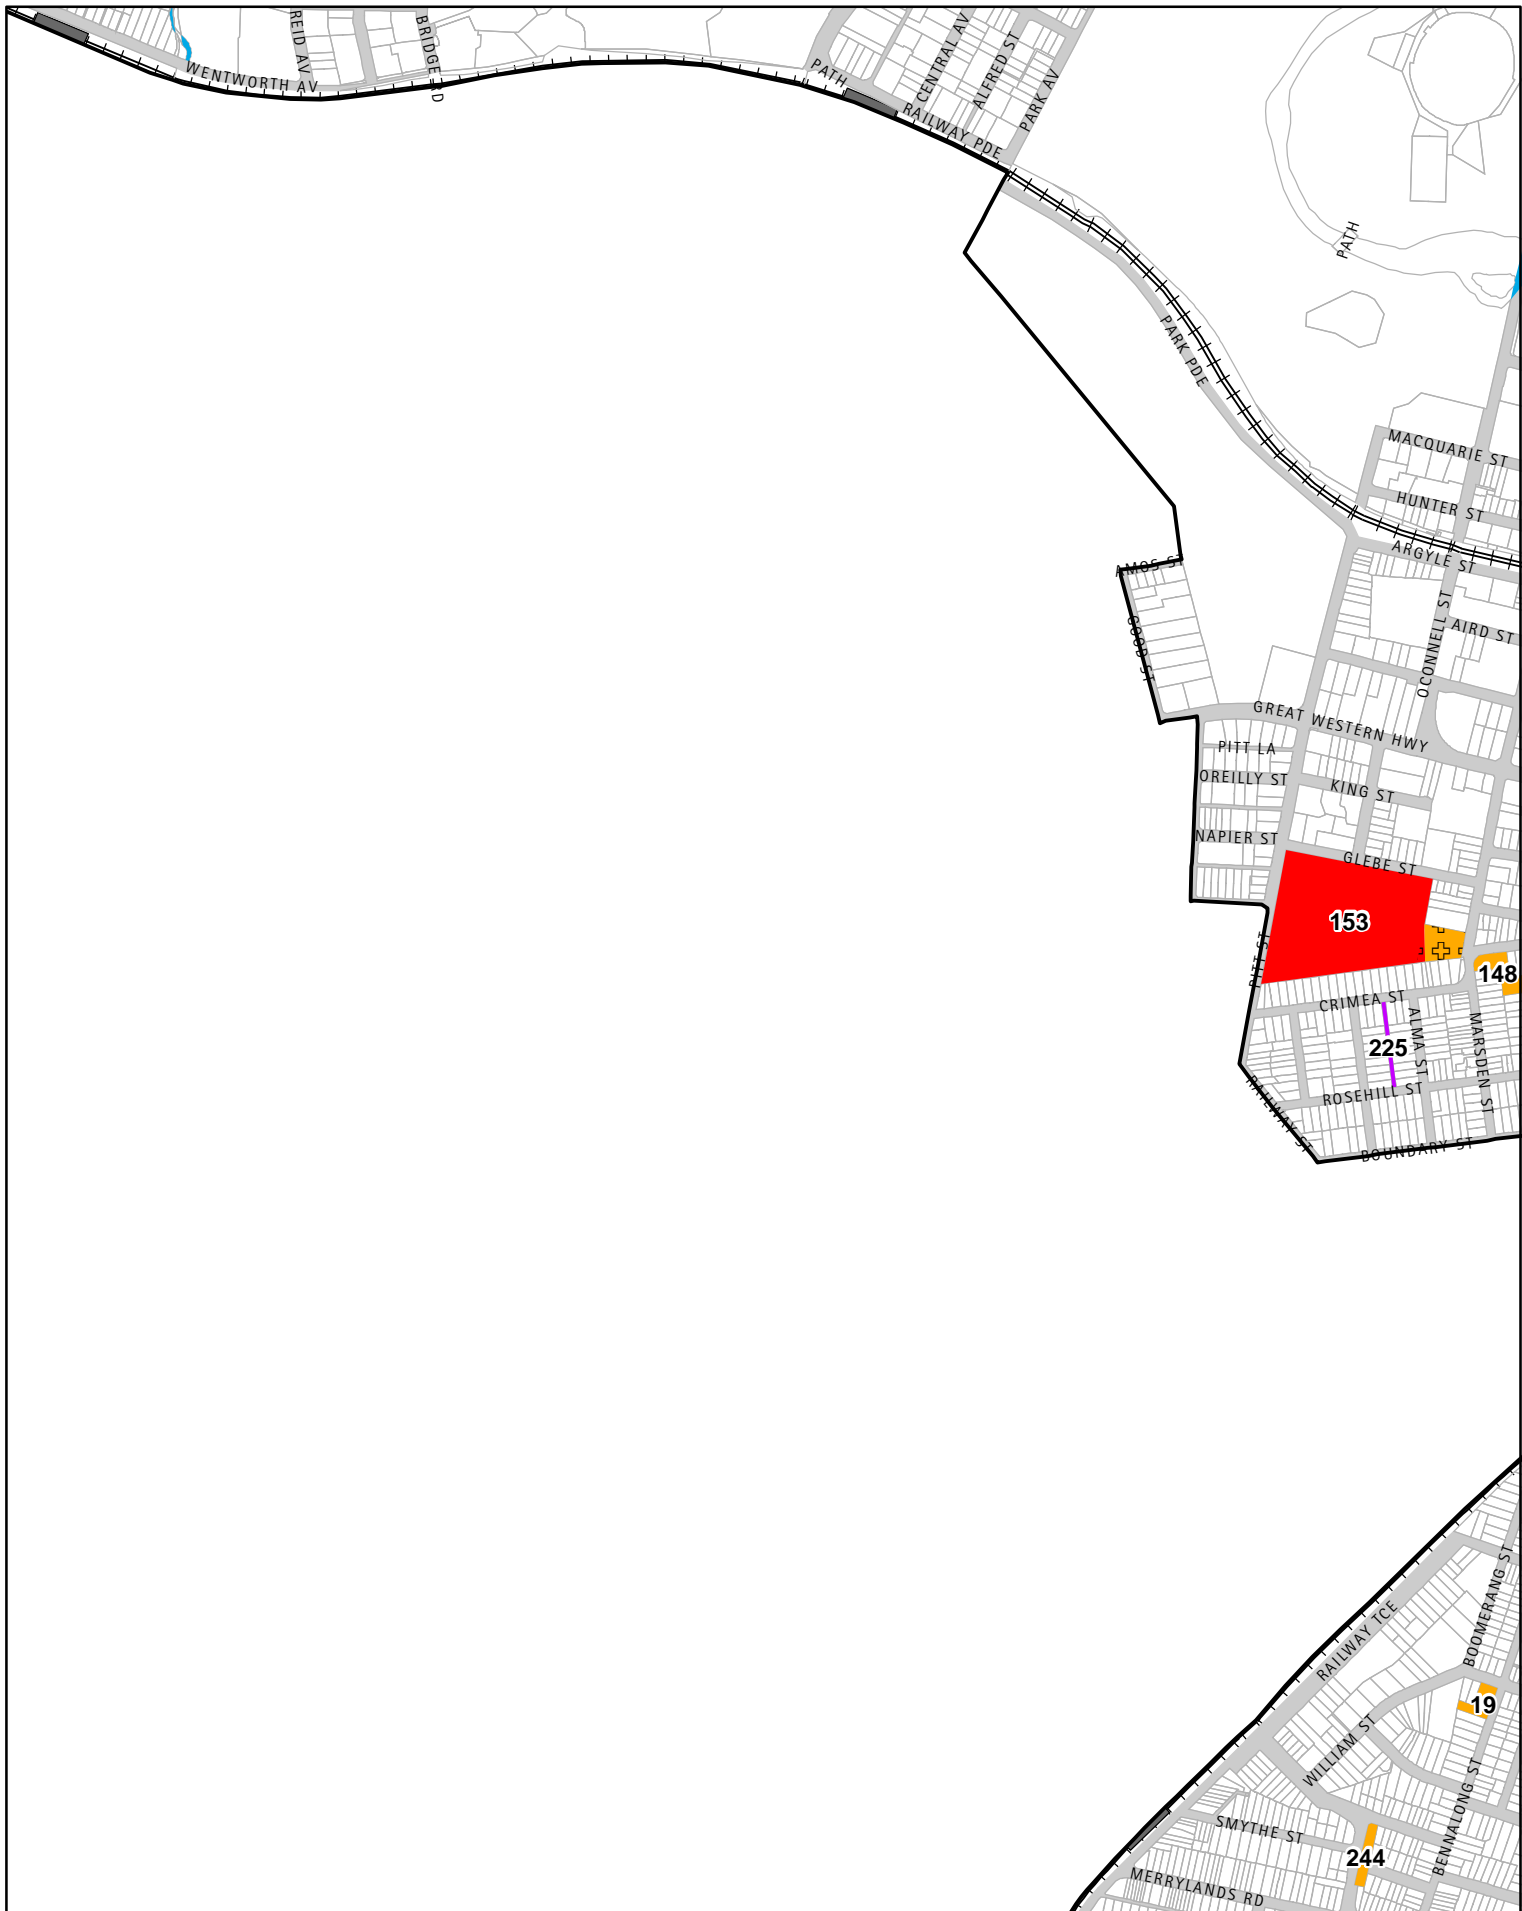 REID AV
BRIDGE RD
WENTWORTH AV
PATH
CENTRAL AV
ALFRED ST
PARK AV
RAILWAY PDE
PATH
PARK PDE
MACQUARIE ST
HUNTER ST
ARGYLE ST
AMOS ST
GOOD ST
OCONNELL ST
AIRD ST
GREAT WESTERN HWY
PITT LA
OREILLY ST
KING ST
NAPIER ST
GLEBE ST
153
PITT ST
148
CRIMEA ST
ALMA ST
MARSDEN ST
225
ROSEHILL ST
RAILWAY ST
BOUNDARY ST
BOOMERANG ST
RAILWAY TCE
19
WILLIAM ST
BENNALONG ST
SMYTHE ST
244
MERRYLANDS RD